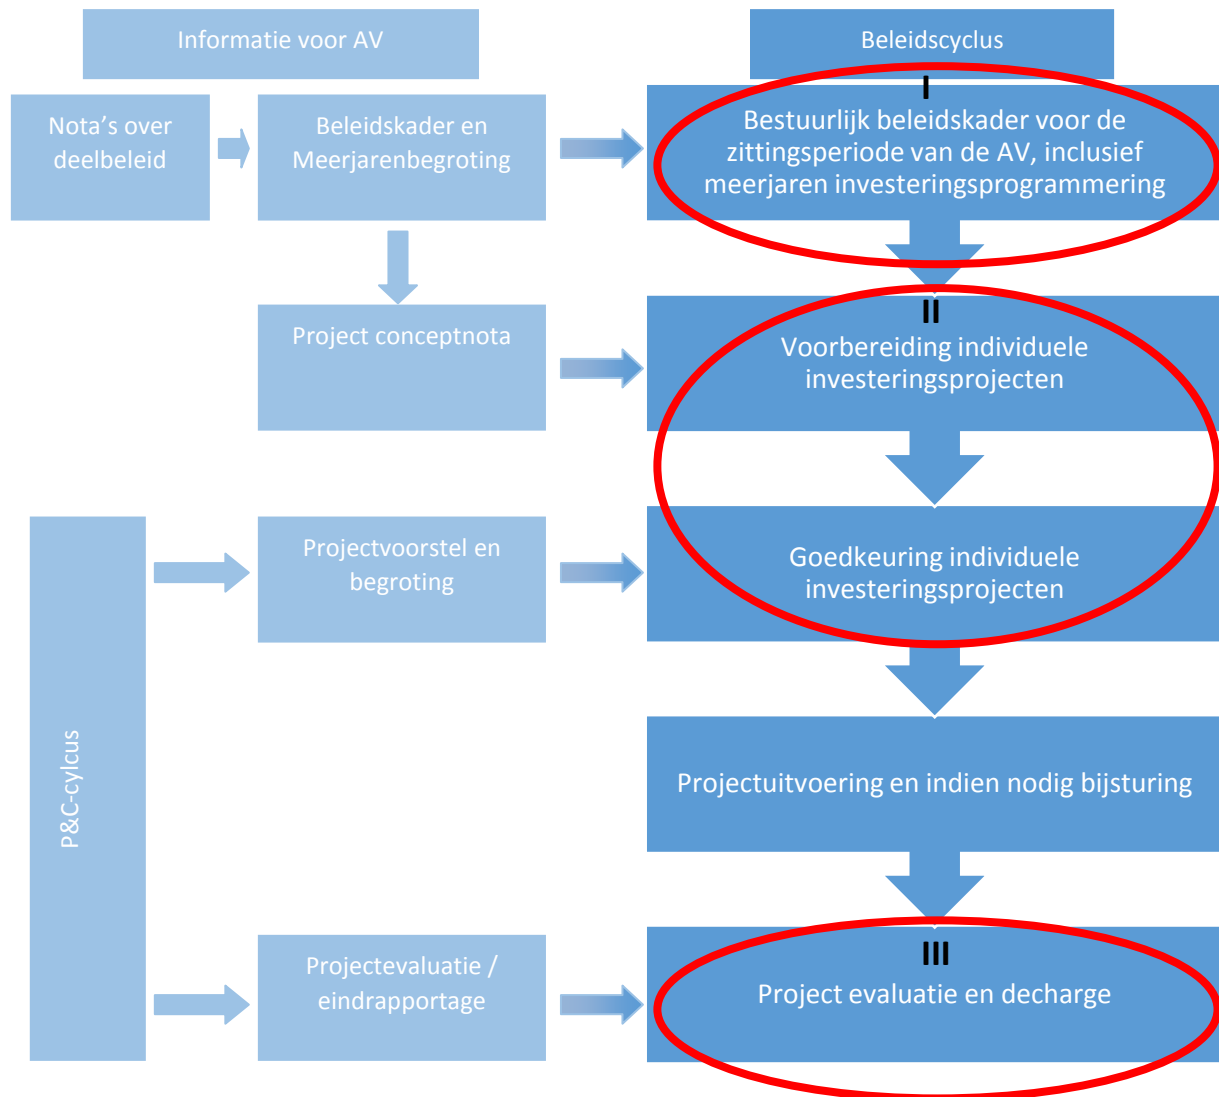 Informatie voor AV
Beleidscyclus
Nota's over
deelbeleid
Beleidskader en
Meerjarenbegroting
I
Bestuurlijk beleidskader voor de
zittingsperiode van de AV, inclusief
meerjaren investeringsprogrammering
Project conceptnota
II
Voorbereiding individuele
investeringsprojecten
P&C-cylcus
Projectvoorstel en
begroting
Goedkeuring individuele
investeringsprojecten
Projectuitvoering en indien nodig bijsturing
Projectevaluatie /
eindrapportage
III
Project evaluatie en decharge